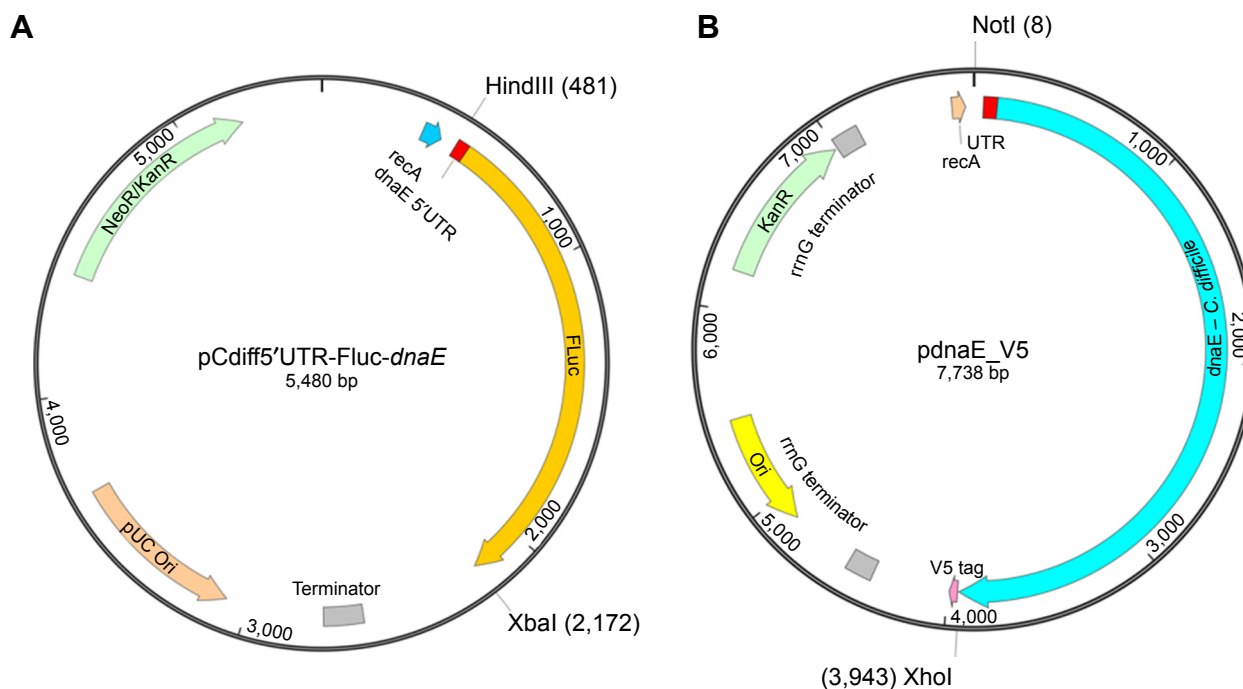 A
HindIII (481)
recA
dnaE 5′UTR
1,000
FLuc
2,000
XbaI (2,172)
Terminator
3,000
pUC Ori
4,000
NeoR/KanR
5,000
pCdiff5′UTR-Fluc-dnaE
5,480 bp
B
NotI (8)
UTR
recA
1,000
dnaE – C. difficile
2,000
3,000
V5 tag
4,000
(3,943) XhoI
rrnG terminator
5,000
Ori
6,000
KanR
7,000
rrnG terminator
pdnaE_V5
7,738 bp